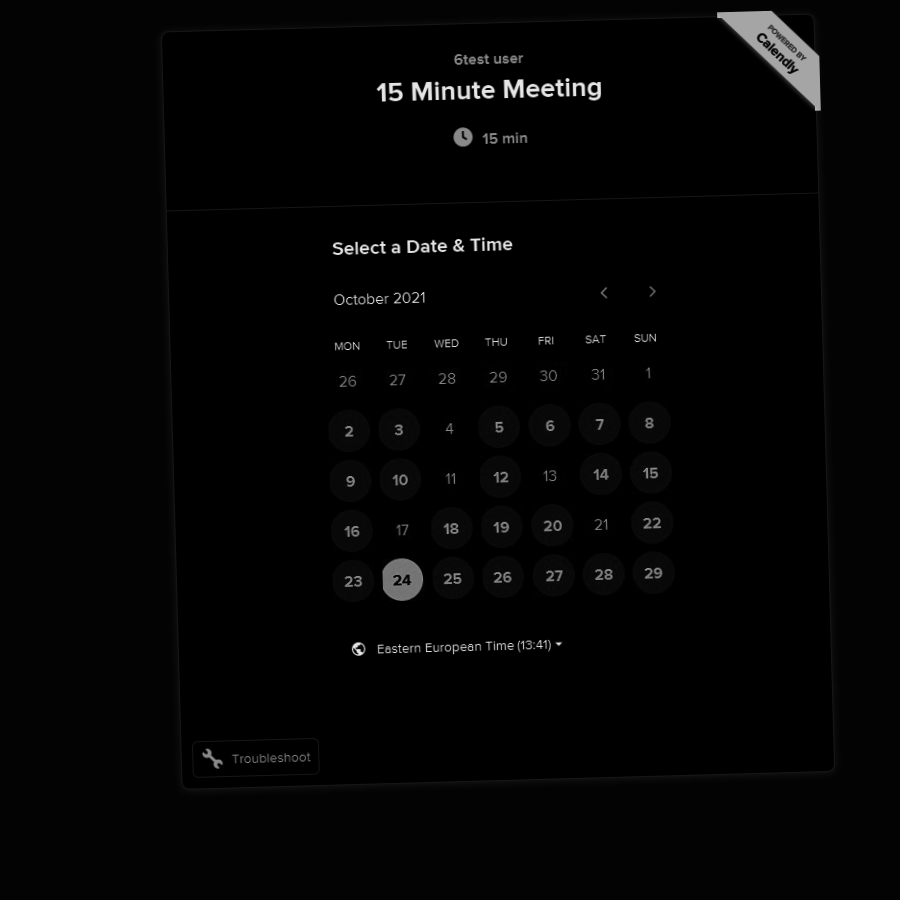 POWERED BY
Calendly
6test user
15 Minute Meeting
15 min
Select a Date & Time
October 2021
MON TUE WED THU FRI SAT SUN
26 27 28 29 30 31 1
2 3 4 5 6 7 8
9 10 11 12 13 14 15
16 17 18 19 20 21 22
23 24 25 26 27 28 29
Eastern European Time (13:41)
Troubleshoot